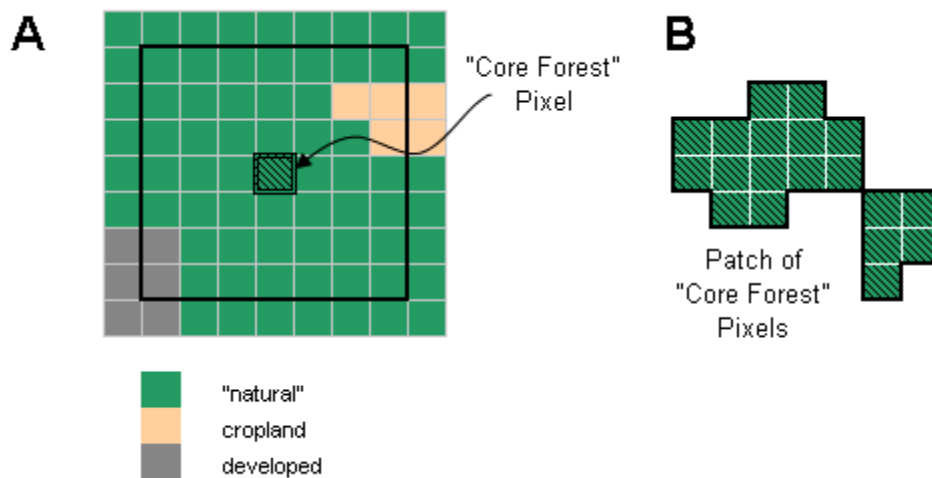 A
"Core Forest"
Pixel
B
Patch of
"Core Forest"
Pixels
"natural"
cropland
developed